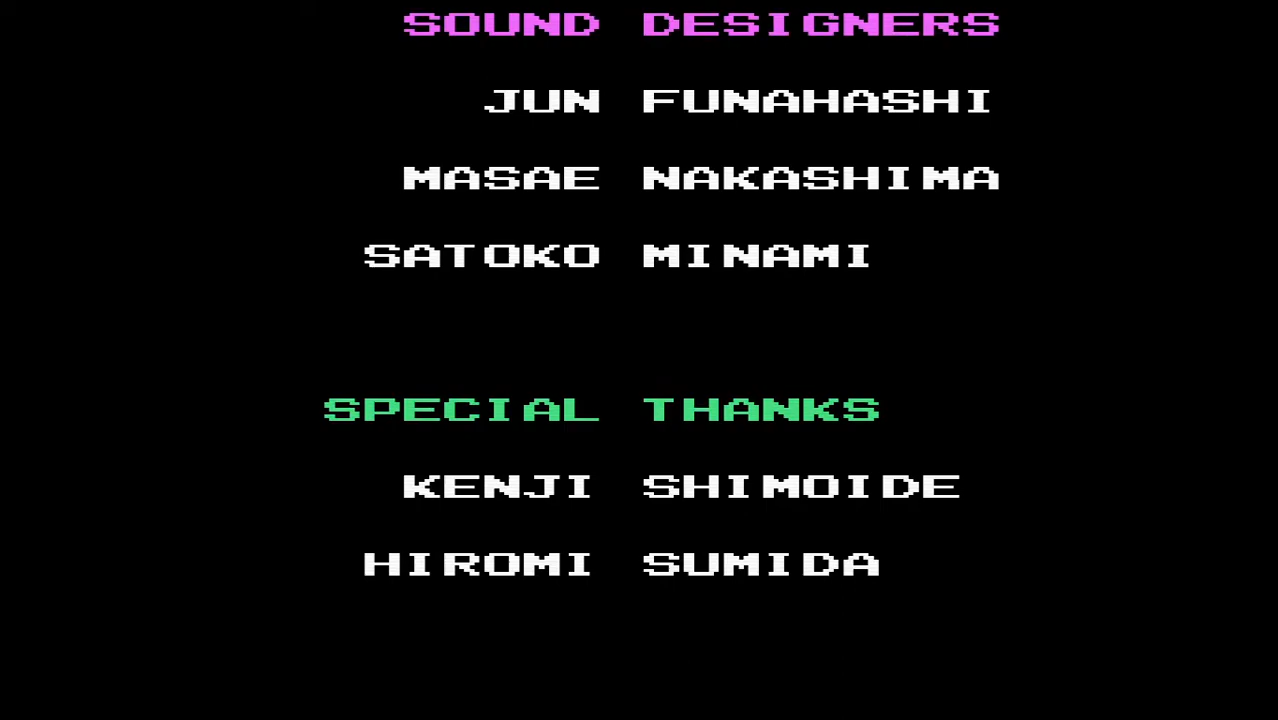 SOUND DESIGNERS
JUN FUNAHASHI
MASAE NAKASHIMA
SATOKO MINAMI
SPECIAL THANKS
KENJI SHIMOIDE
HIROMI SUMIDA